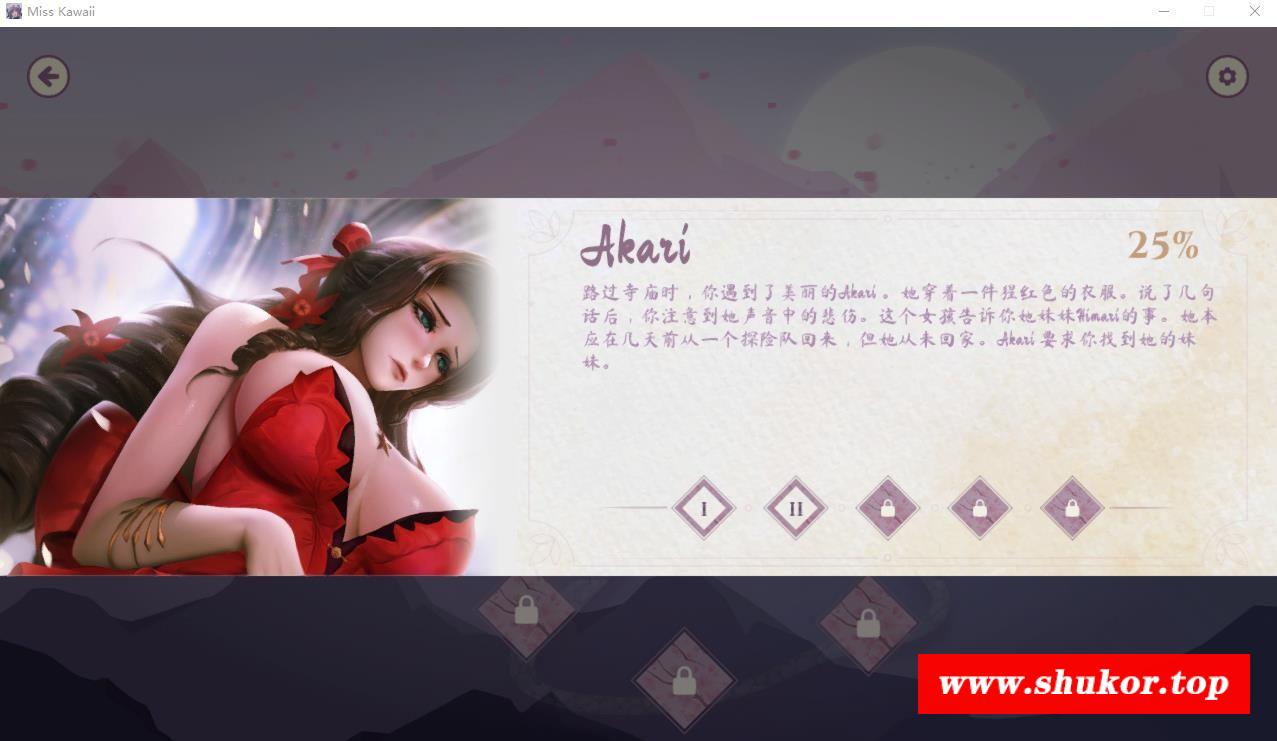 Miss Kawaii
Akari
25%
路过寺庙时，你遇到了美丽的Akari。她穿着一件猩红色的衣服。说了几句
话后，你注意到她声音中的悲伤。这个女孩告诉你她妹妹Himari的事。她本
应在几天前从一个探险队回来，但她从未回家。Akari要求你找到她的妹
妹。
I
II
www.shukor.top